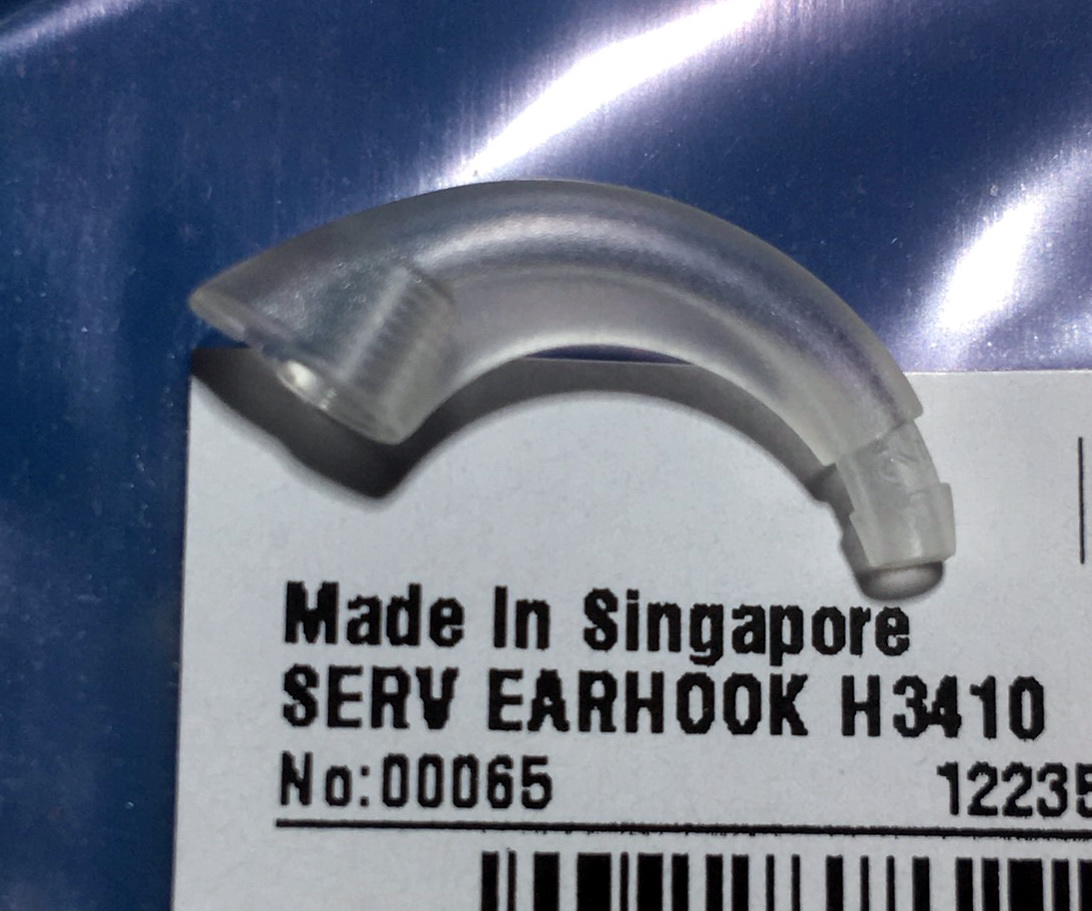 Made In Singapore
SERV EARHOOK H3410
No:00065 12235